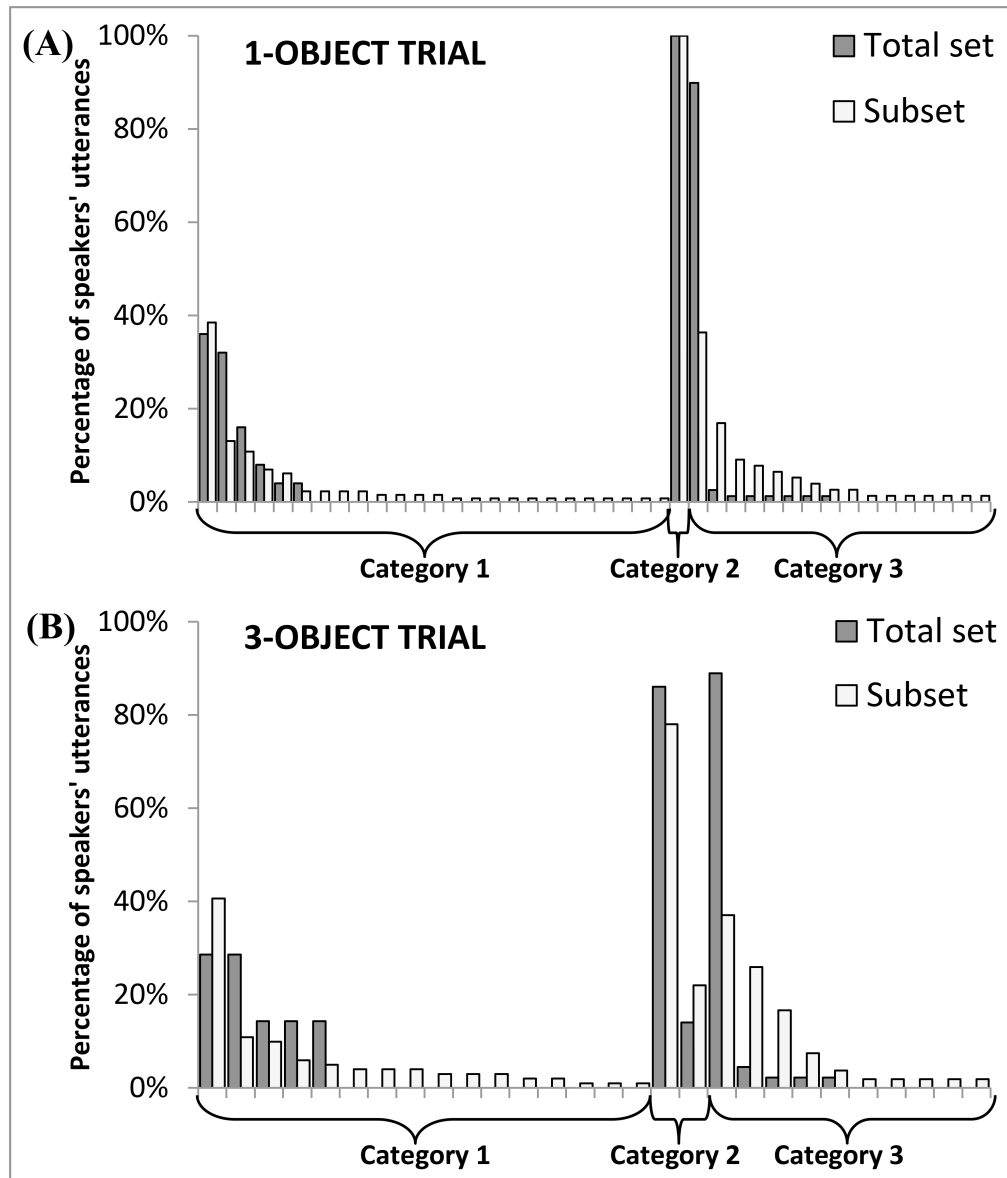 (A)
1-OBJECT TRIAL
Total set
Subset
Percentage of speakers' utterances
100%
80%
60%
40%
20%
0%
Category 1
Category 2
Category 3
(B)
3-OBJECT TRIAL
Total set
Subset
Percentage of speakers' utterances
100%
80%
60%
40%
20%
0%
Category 1
Category 2
Category 3